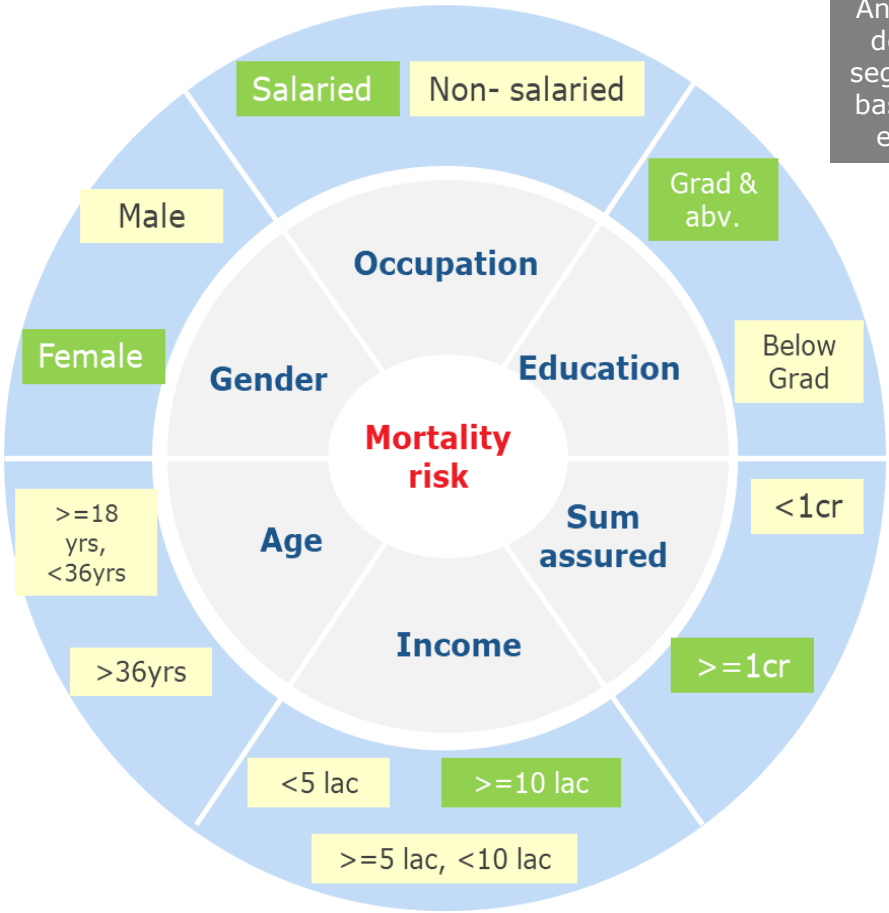 Salaried
Non- salaried
Grad &
abv.
Male
Occupation
Female
Gender
Education
Below
Grad
Mortality
risk
>=18
yrs,
<36yrs
Age
Sum
assured
<1cr
>36yrs
Income
>=1cr
<5 lac
>=10 lac
>=5 lac, <10 lac